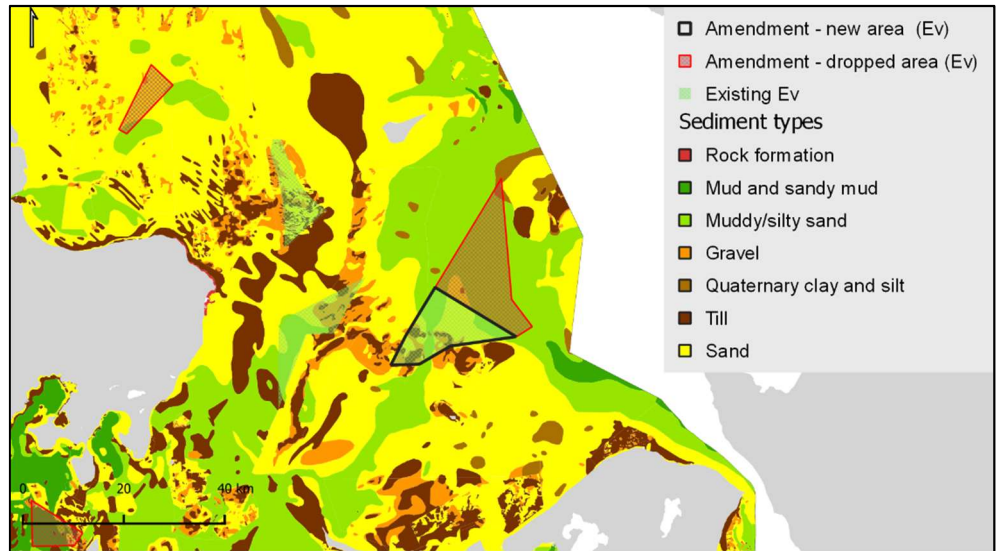 Amendment - new area (Ev)
Amendment - dropped area (Ev)
Existing Ev
Sediment types
Rock formation
Mud and sandy mud
Muddy/silty sand
Gravel
Quaternary clay and silt
Till
Sand
0 20 40 km